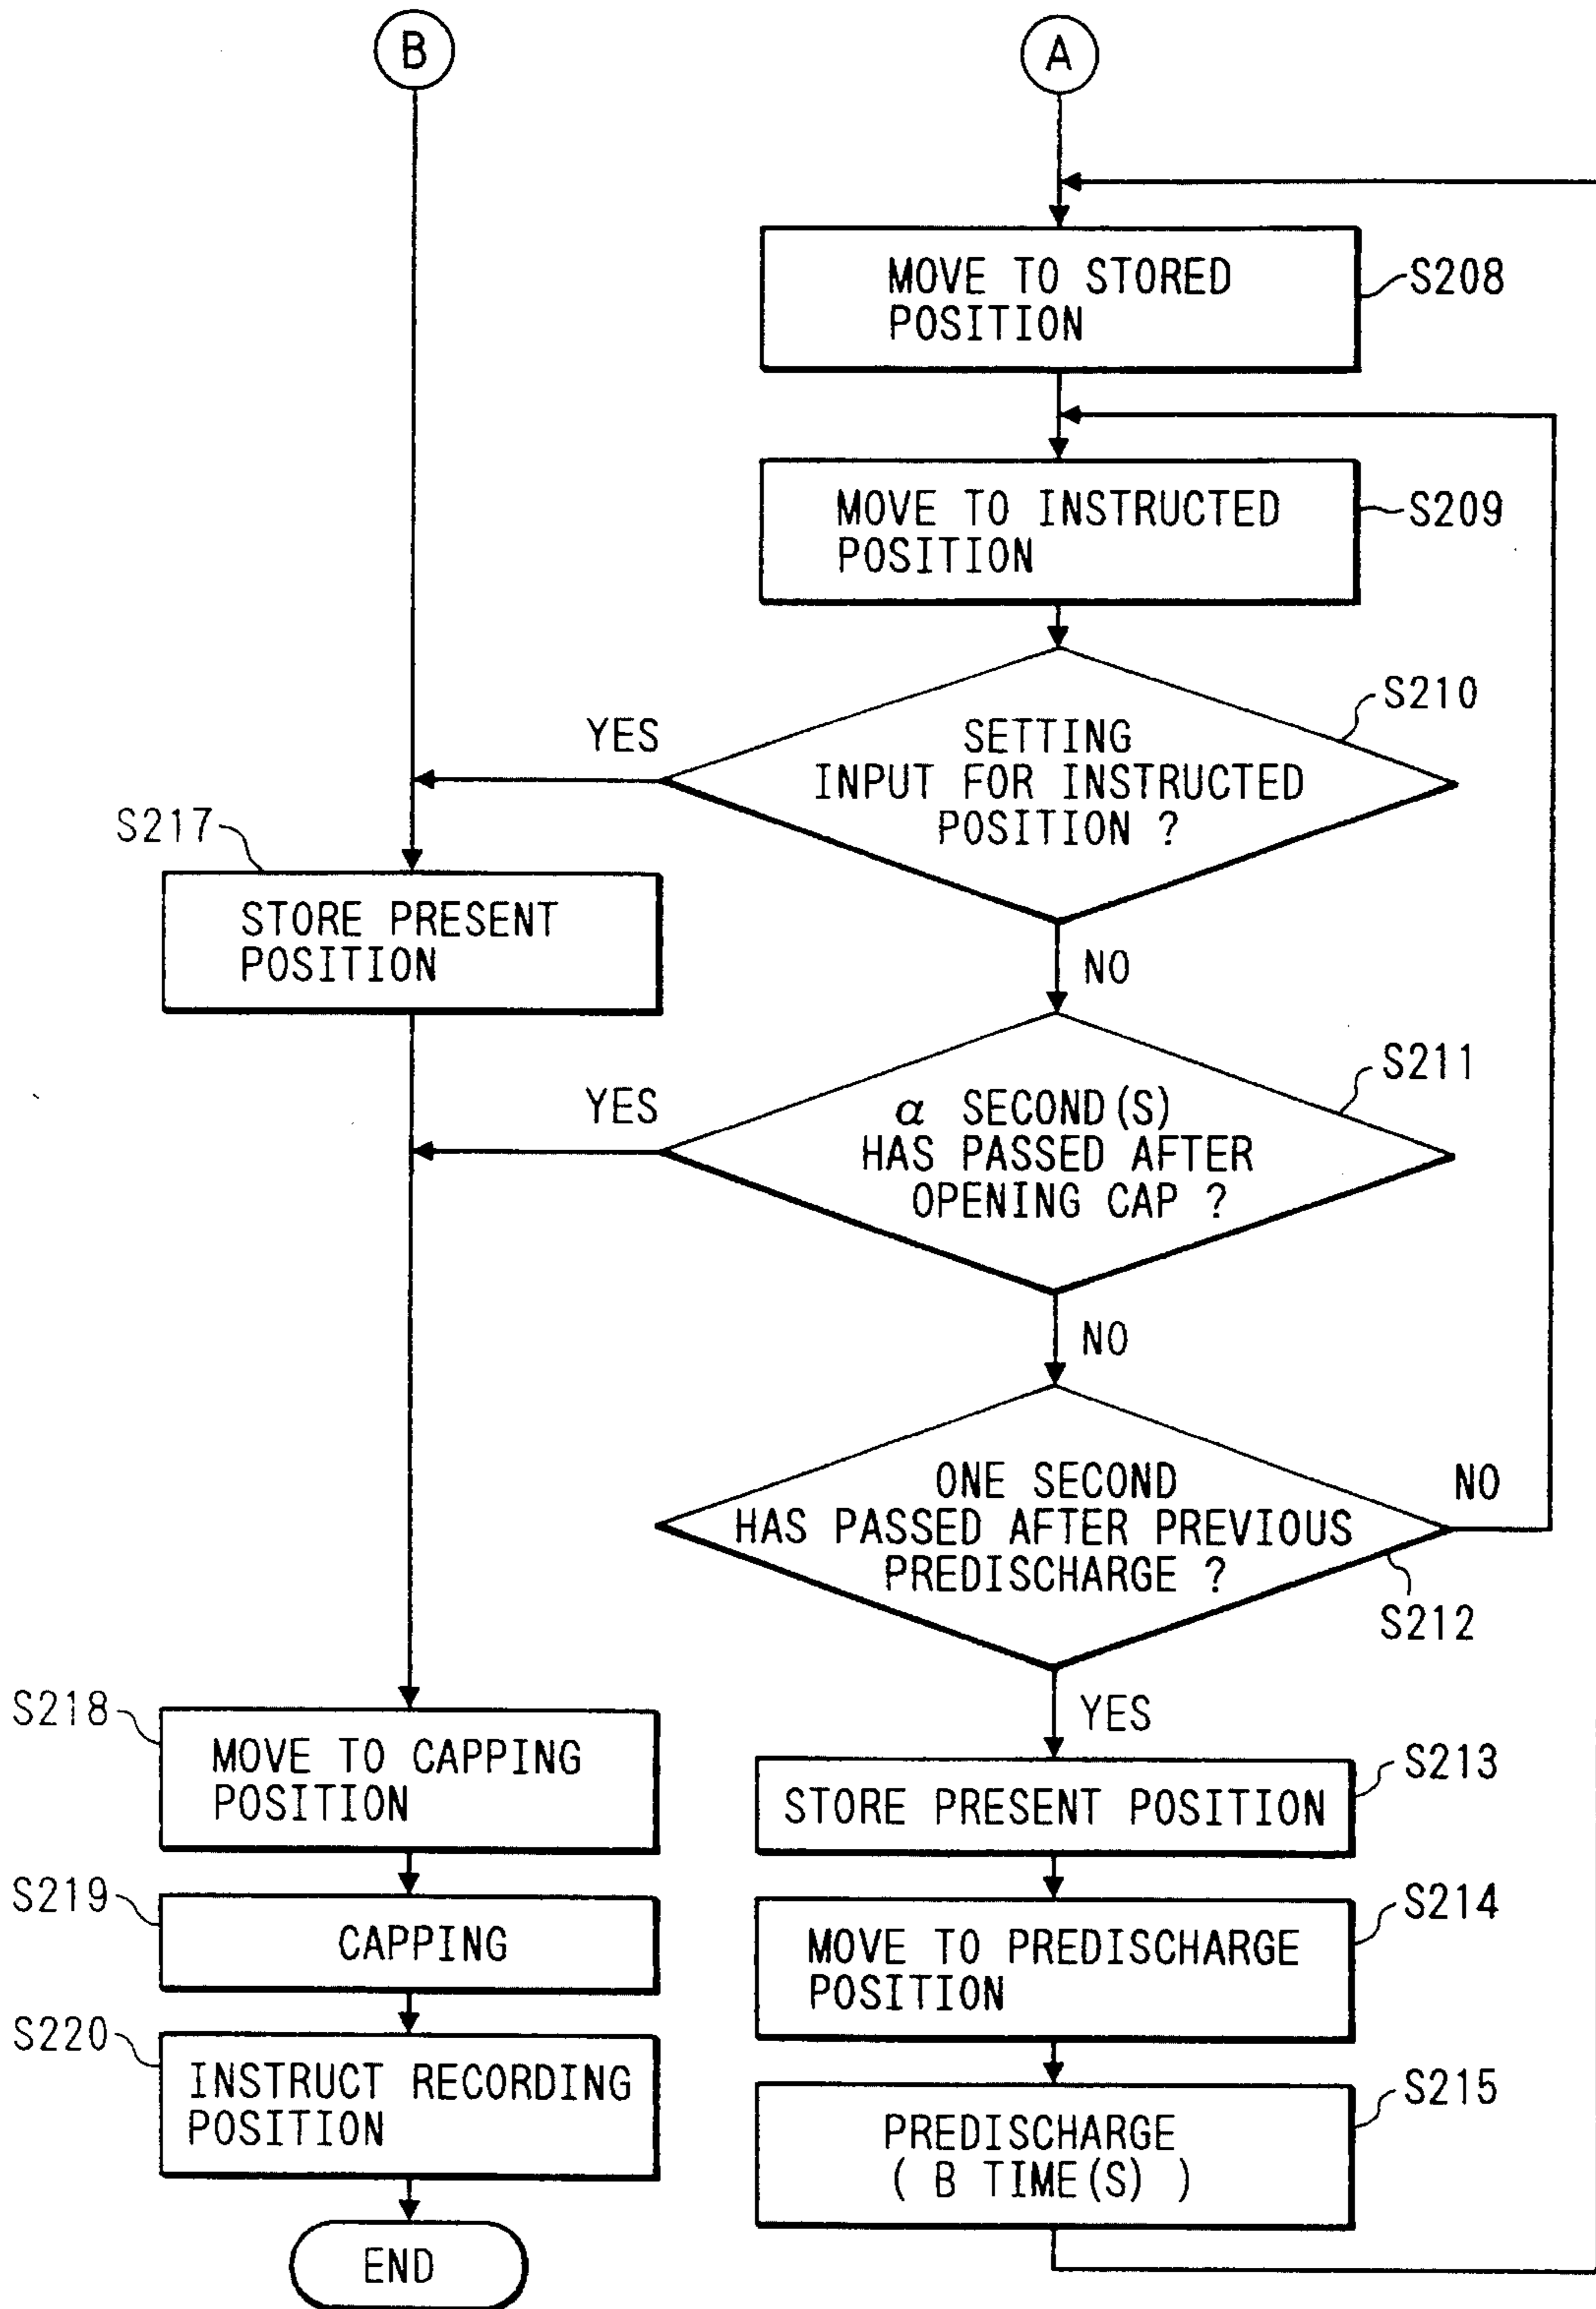 B
A
MOVE TO STORED
POSITION
S208
MOVE TO INSTRUCTED
POSITION
S209
S210
YES
SETTING
INPUT FOR INSTRUCTED
POSITION ?
S217
STORE PRESENT
POSITION
NO
S211
YES
α SECOND(S)
HAS PASSED AFTER
OPENING CAP ?
NO
ONE SECOND
HAS PASSED AFTER PREVIOUS
PREDISCHARGE ?
NO
S212
S218
MOVE TO CAPPING
POSITION
YES
S213
STORE PRESENT POSITION
S219
CAPPING
S214
MOVE TO PREDISCHARGE
POSITION
S220
INSTRUCT RECORDING
POSITION
S215
PREDISCHARGE
( B TIME(S) )
END